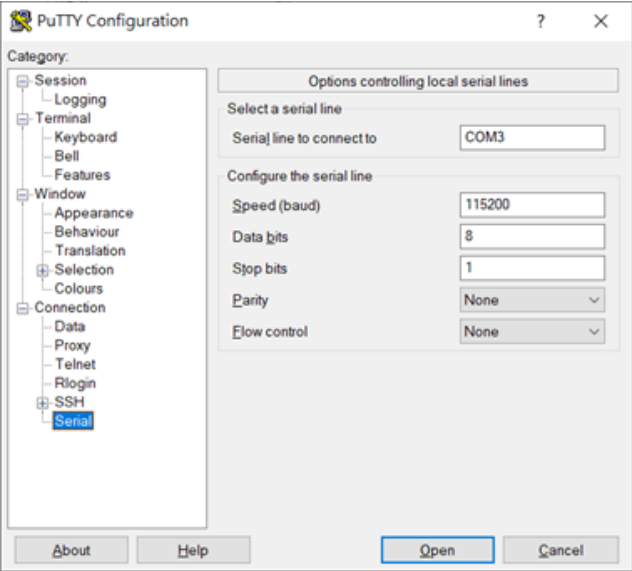 PuTTY Configuration
Category:
Session
Logging
Terminal
Keyboard
Bell
Features
Window
Appearance
Behaviour
Translation
Selection
Colours
Connection
Data
Proxy
Telnet
Rlogin
SSH
Serial
Options controlling local serial lines
Select a serial line
Serial line to connect to COM3
Configure the serial line
Speed (baud) 115200
Data bits 8
Stop bits 1
Parity None
Flow control None
About Help Open Cancel